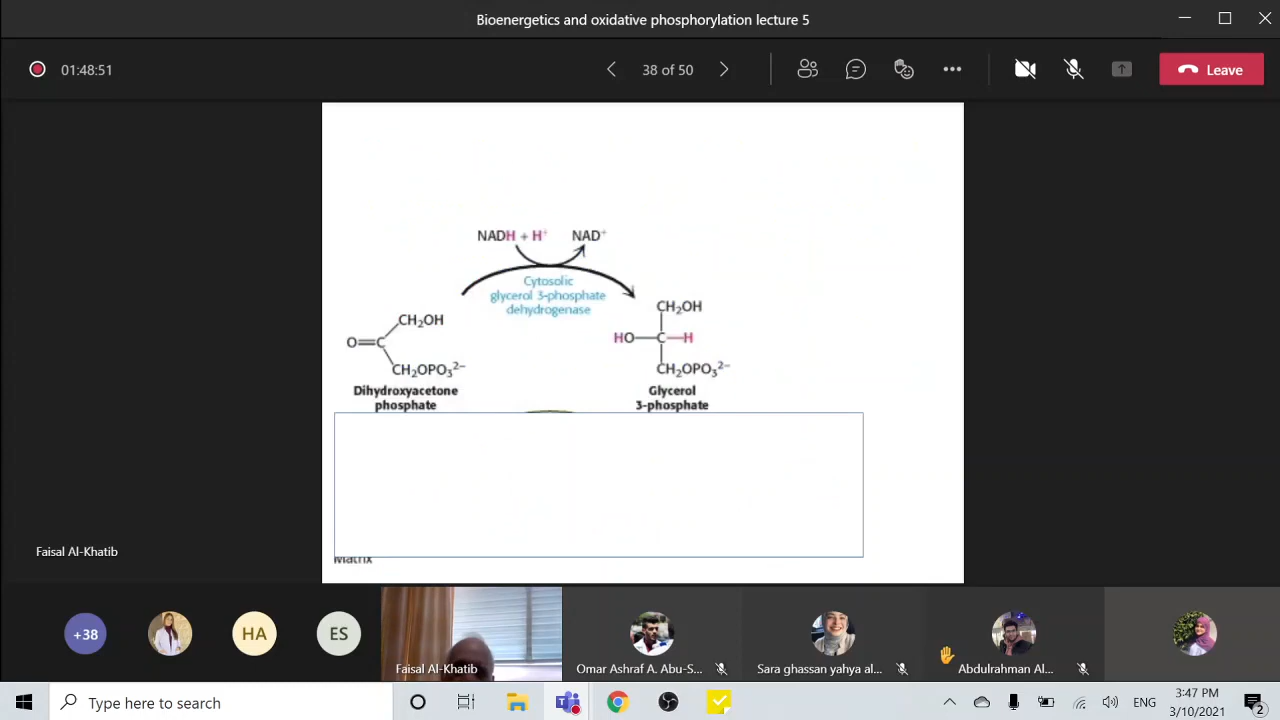 Bioenergetics and oxidative phosphorylation lecture 5
01:48:51
38 of 50
Leave
NADH + H⁺ NAD⁺
Cytosolic
glycerol 3-phosphate
dehydrogenase
CH₂OH
O=C
CH₂OPO₃²⁻
Dihydroxyacetone
phosphate
CH₂OH
HO—C—H
CH₂OPO₃²⁻
Glycerol
3-phosphate
Matrix
Faisal Al-Khatib
+38
HA
ES
Faisal Al-Khatib
Omar Ashraf A. Abu-S...
Sara ghassan yahya al...
Abdulrahman Al...
Type here to search
ENG
3:47 PM
3/10/2021
2